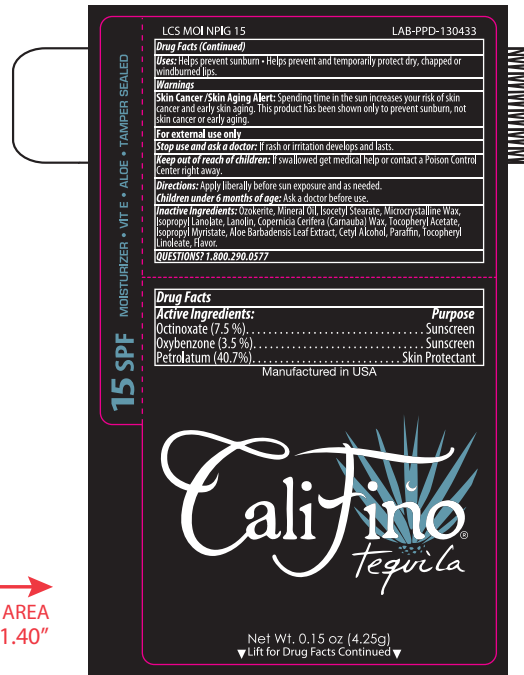 LCS MOI NPIG 15 LAB-PPD-130433
Drug Facts (Continued)
Uses: Helps prevent sunburn • Helps prevent and temporarily protect dry, chapped or
windburned lips.
Warnings
Skin Cancer /Skin Aging Alert: Spending time in the sun increases your risk of skin
cancer and early skin aging. This product has been shown only to prevent sunburn, not
skin cancer or early aging.
For external use only
Stop use and ask a doctor: If rash or irritation develops and lasts.
Keep out of reach of children: If swallowed get medical help or contact a Poison Control
Center right away.
Directions: Apply liberally before sun exposure and as needed.
Children under 6 months of age: Ask a doctor before use.
Inactive Ingredients: Ozokerite, Mineral Oil, Isocetyl Stearate, Microcrystalline Wax,
Isopropyl Lanolate, Lanolin, Copernicia Cerifera (Carnauba) Wax, Tocopheryl Acetate,
Isopropyl Myristate, Aloe Barbadensis Leaf Extract, Cetyl Alcohol, Paraffin, Tocopheryl
Linoleate, Flavor.
QUESTIONS? 1.800.290.0577
15 SPF MOISTURIZER • VIT E • ALOE • TAMPER SEALED
Drug Facts
Active Ingredients: Purpose
Octinoxate (7.5 %)............................Sunscreen
Oxybenzone (3.5 %)..........................Sunscreen
Petrolatum (40.7%).......................Skin Protectant
Manufactured in USA
CaliFino®
tequila
AREA
1.40"
Net Wt. 0.15 oz (4.25g)
▼Lift for Drug Facts Continued▼